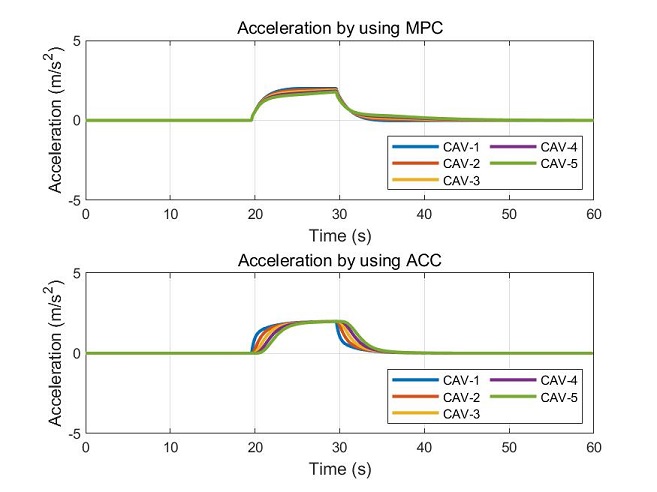 Acceleration by using MPC
Acceleration (m/s²)
5
0
-5
CAV-1 CAV-4
CAV-2 CAV-5
CAV-3
0 10 20 30 40 50 60
Time (s)
Acceleration by using ACC
Acceleration (m/s²)
5
0
-5
CAV-1 CAV-4
CAV-2 CAV-5
CAV-3
0 10 20 30 40 50 60
Time (s)